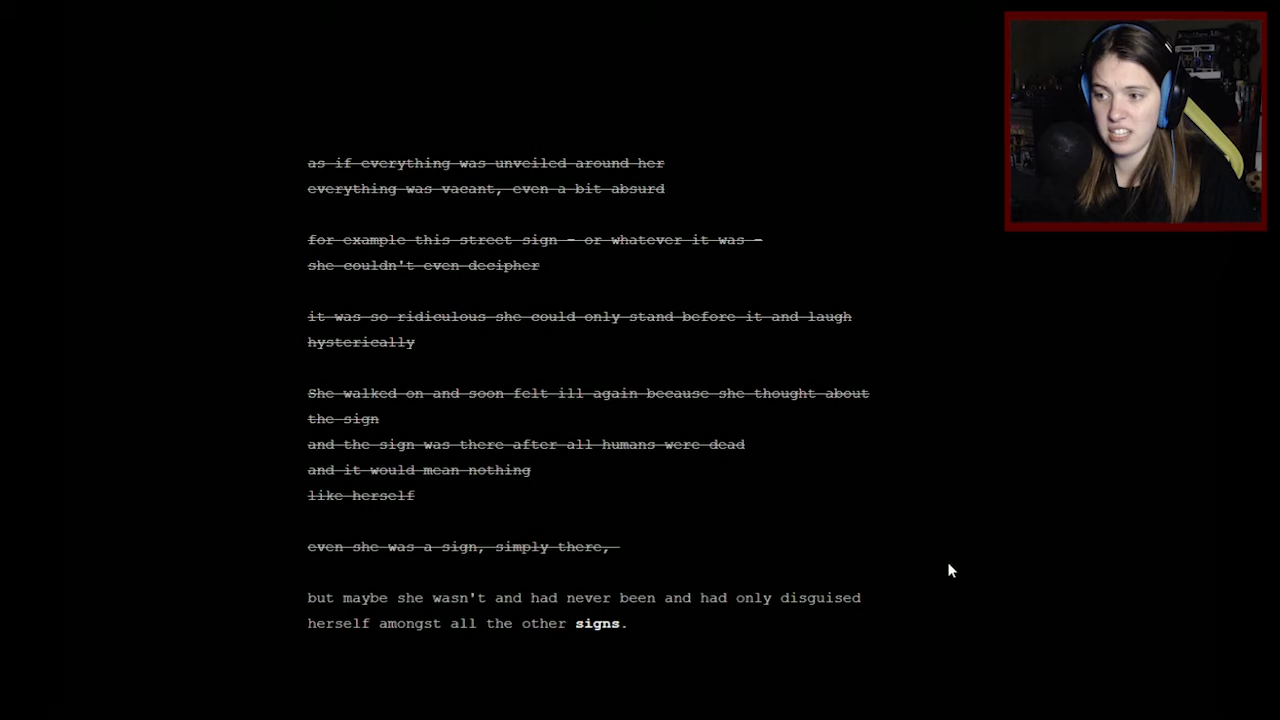 as if everything was unveiled around her
everything was vacant, even a bit absurd
for example this street sign - or whatever it was -
she couldn't even decipher
it was so ridiculous she could only stand before it and laugh
hysterically
She walked on and soon felt ill again because she thought about
the sign
and the sign was there after all humans were dead
and it would mean nothing
like herself
even she was a sign, simply there,
but maybe she wasn't and had never been and had only disguised
herself amongst all the other signs.